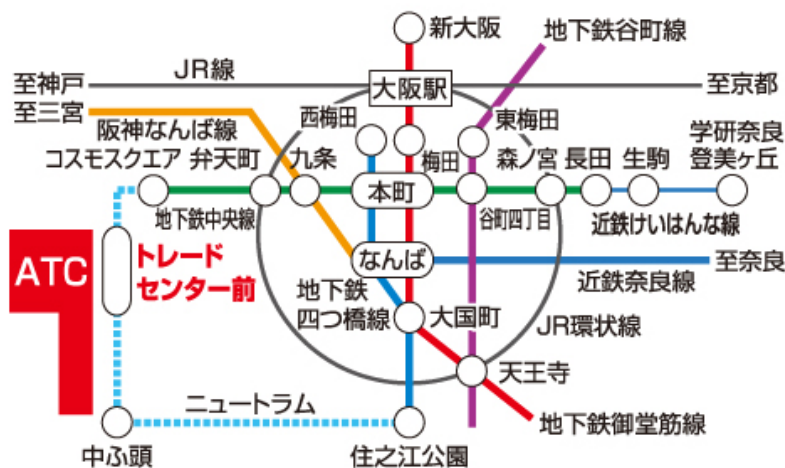 新大阪
地下鉄谷町線
至神戸
JR線
大阪駅
至京都
至三宮
阪神なんば線
西梅田
東梅田
学研奈良
登美ヶ丘
コスモスクエア
弁天町
九条
梅田
森ノ宮
長田
生駒
本町
地下鉄中央線
谷町四丁目
近鉄けいはんな線
ATC
トレード
センター前
なんば
至奈良
近鉄奈良線
地下鉄
四つ橋線
大国町
JR環状線
天王寺
ニュートラム
地下鉄御堂筋線
中ふ頭
住之江公園